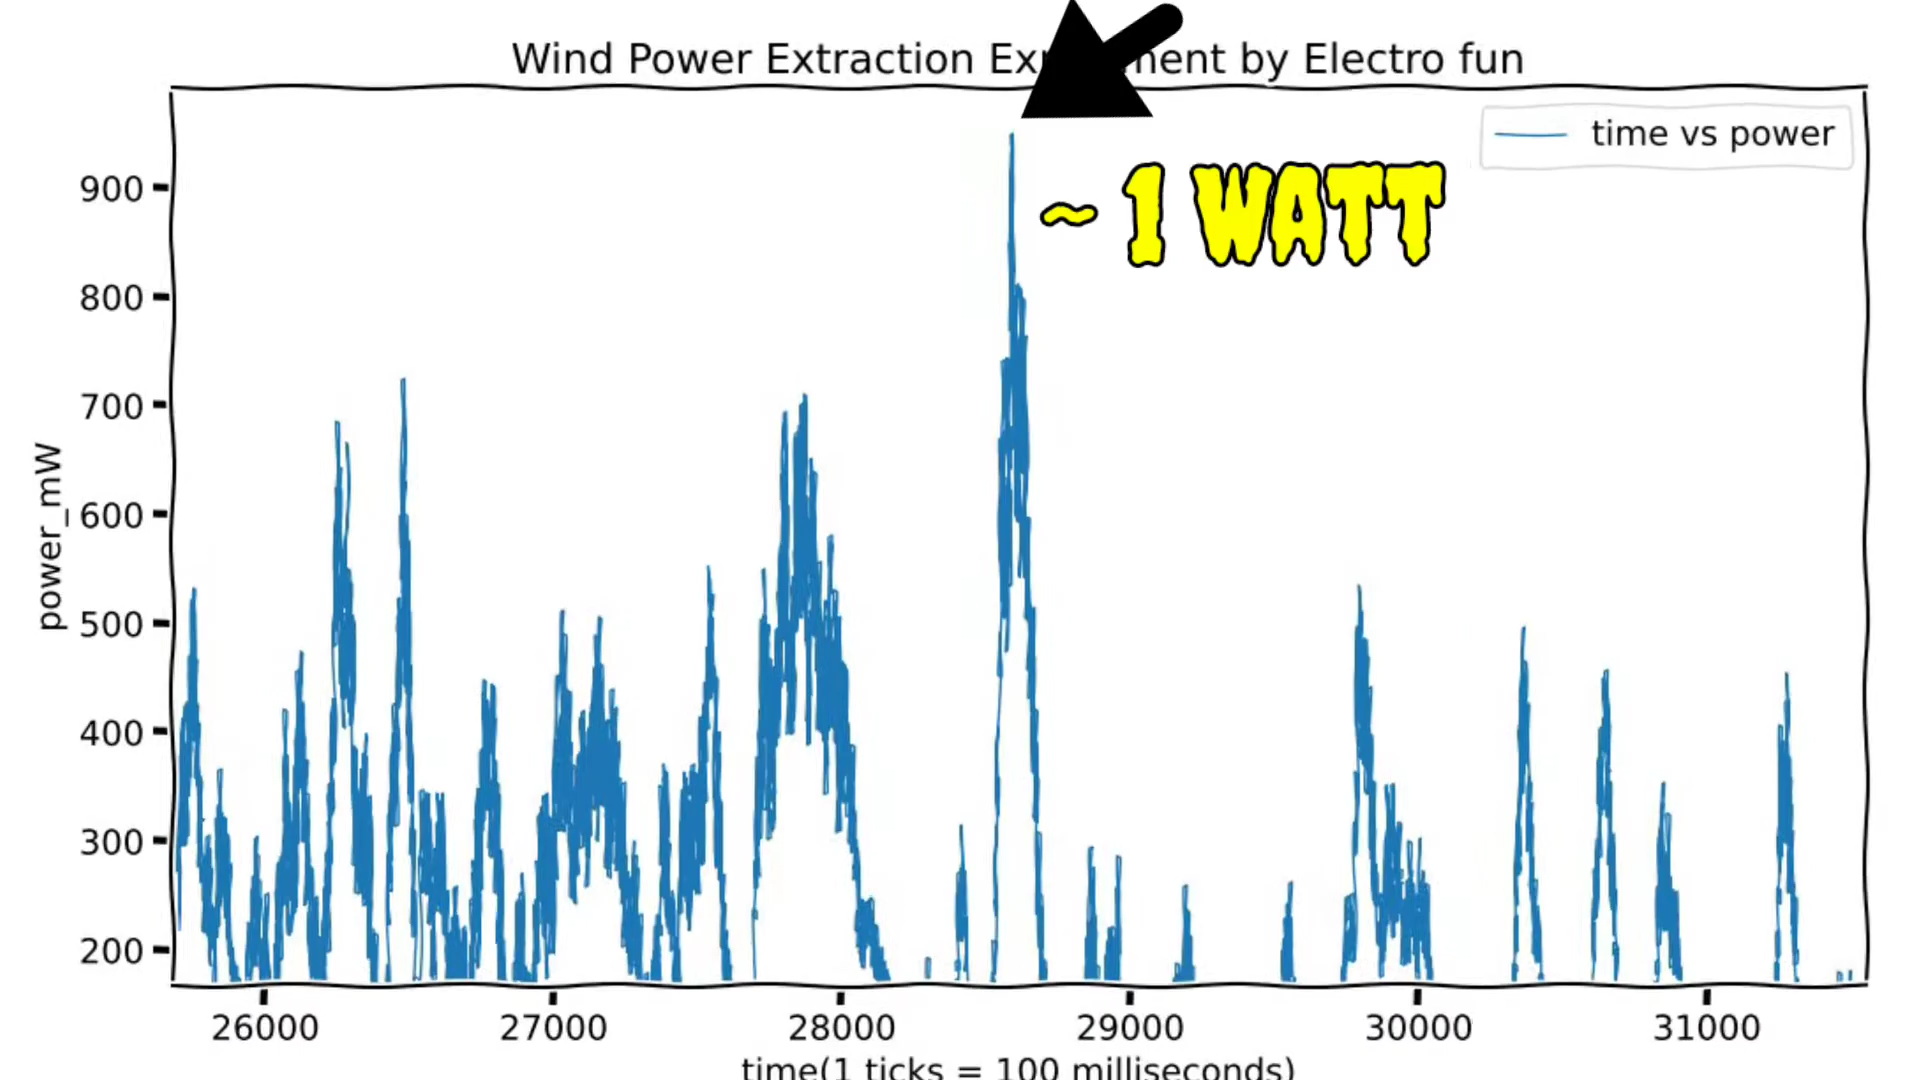 Wind Power Extraction Ex ment by Electro fun
time vs power
~ 1 WATT
900
800
700
600
500
400
300
200
power_mW
26000 27000 28000 29000 30000 31000
time(1 ticks = 100 milliseconds)